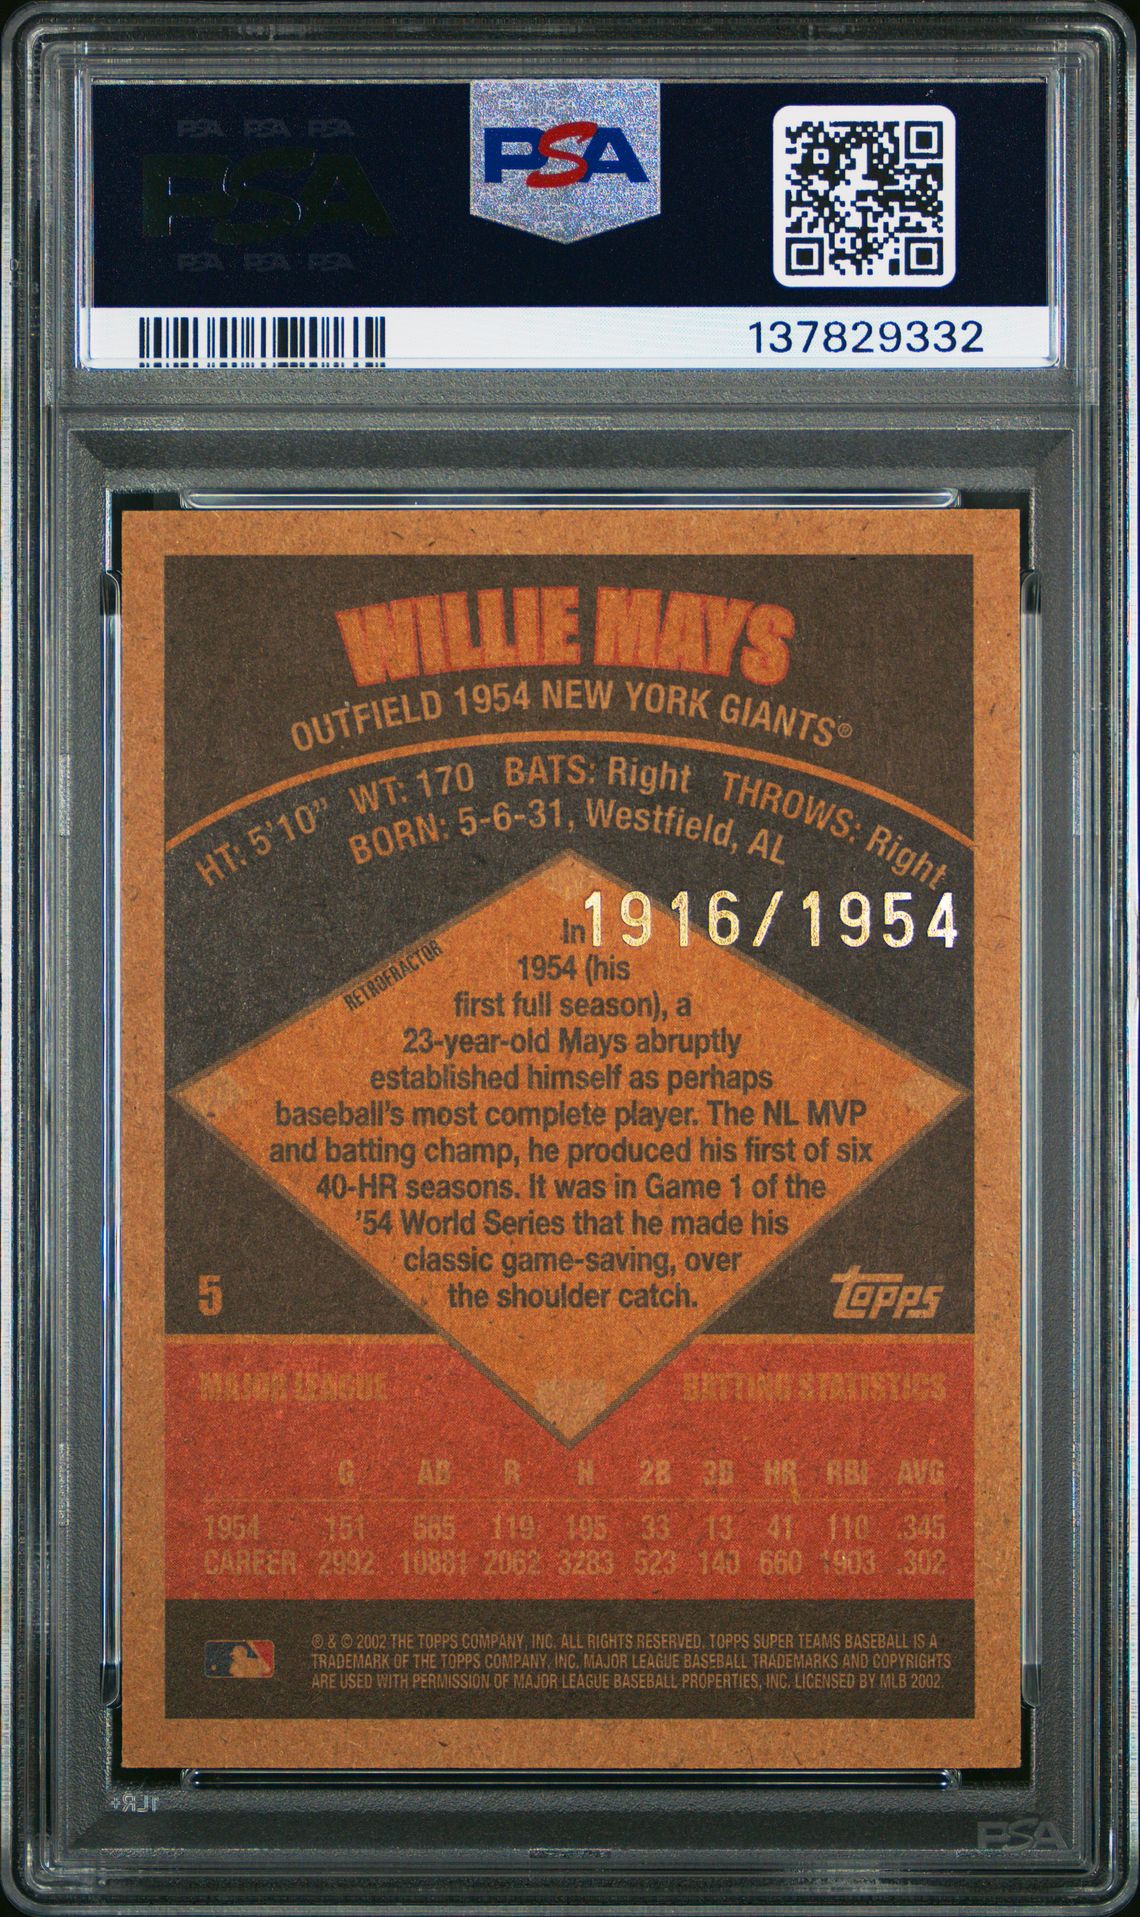 PSA PSA PSA
PSA
PSA PSA PSA
PSA
137829332
WILLIE MAYS
OUTFIELD 1954 NEW YORK GIANTS®
HT: 5'10" WT: 170 BATS: Right THROWS: Right
BORN: 5-6-31, Westfield, AL
1916/1954
RETROFRACTOR
In
1954 (his
first full season), a
23-year-old Mays abruptly
established himself as perhaps
baseball's most complete player. The NL MVP
and batting champ, he produced his first of six
40-HR seasons. It was in Game 1 of the
'54 World Series that he made his
classic game-saving, over
the shoulder catch.
5
topps
MAJOR LEAGUE BATTING STATISTICS
G AB R H 2B 3B HR RBI AVG
1954 151 565 119 195 33 13 41 110 .345
CAREER 2992 10881 2062 3283 523 140 660 1903 .302
® & © 2002 THE TOPPS COMPANY, INC. ALL RIGHTS RESERVED. TOPPS SUPER TEAMS BASEBALL IS A
TRADEMARK OF THE TOPPS COMPANY, INC. MAJOR LEAGUE BASEBALL TRADEMARKS AND COPYRIGHTS
ARE USED WITH PERMISSION OF MAJOR LEAGUE BASEBALL PROPERTIES, INC. LICENSED BY MLB 2002.
1LR+
PSA